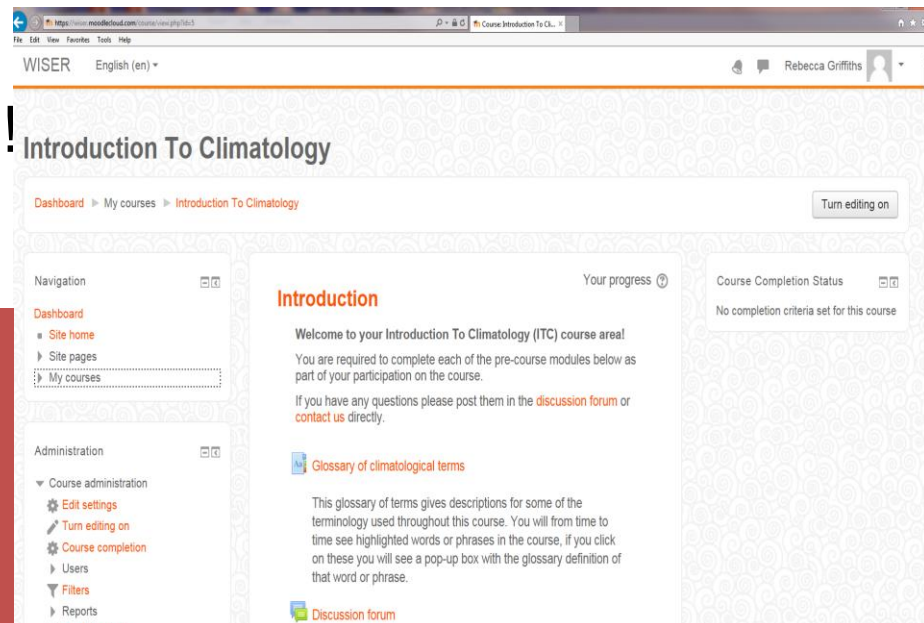 https://wiser.moodlecloud.com/course/view.php?id=5
Course: Introduction To Cli...
File Edit View Favorites Tools Help
WISER English (en)
Rebecca Griffiths
!
Introduction To Climatology
Dashboard My courses Introduction To Climatology
Turn editing on
Navigation
Dashboard
Site home
Site pages
My courses
Administration
Course administration
Edit settings
Turn editing on
Course completion
Users
Filters
Reports
Your progress
Introduction
Welcome to your Introduction To Climatology (ITC) course area!
You are required to complete each of the pre-course modules below as
part of your participation on the course.
If you have any questions please post them in the discussion forum or
contact us directly.
Glossary of climatological terms
This glossary of terms gives descriptions for some of the
terminology used throughout this course. You will from time to
time see highlighted words or phrases in the course, if you click
on these you will see a pop-up box with the glossary definition of
that word or phrase.
Discussion forum
Course Completion Status
No completion criteria set for this course